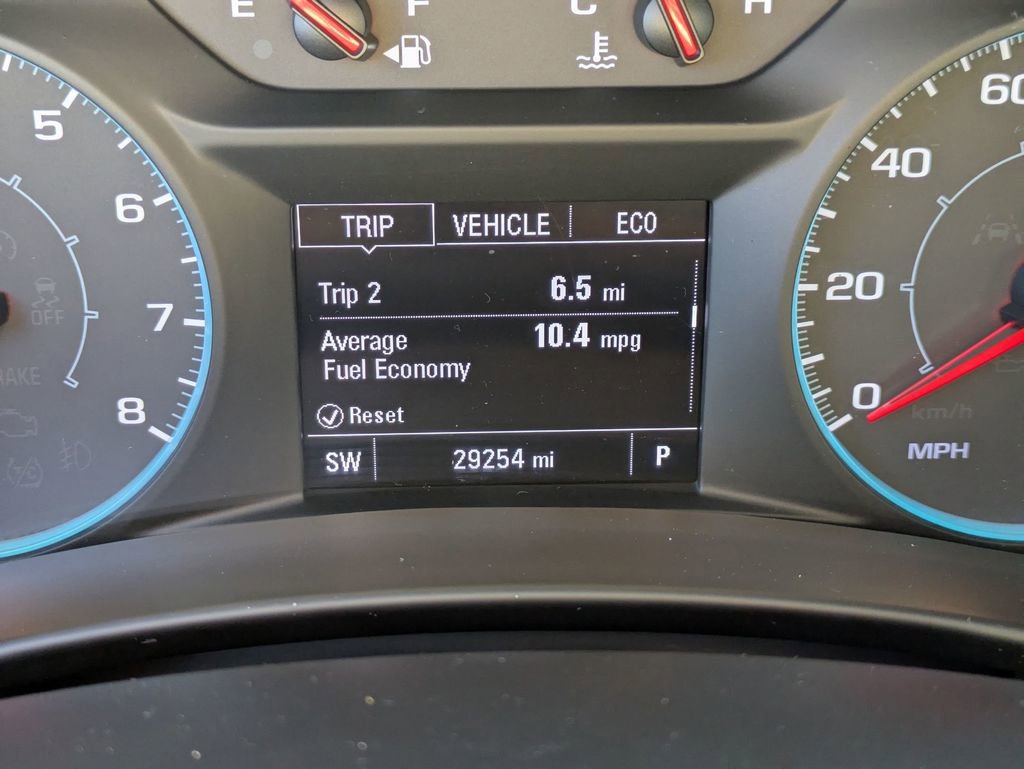 E F C H
TRIP VEHICLE ECO
Trip 2 6.5 mi
Average 10.4 mpg
Fuel Economy
Reset
SW 29254 mi P
5
6
7
8
OFF
60
40
20
0
km/h
MPH